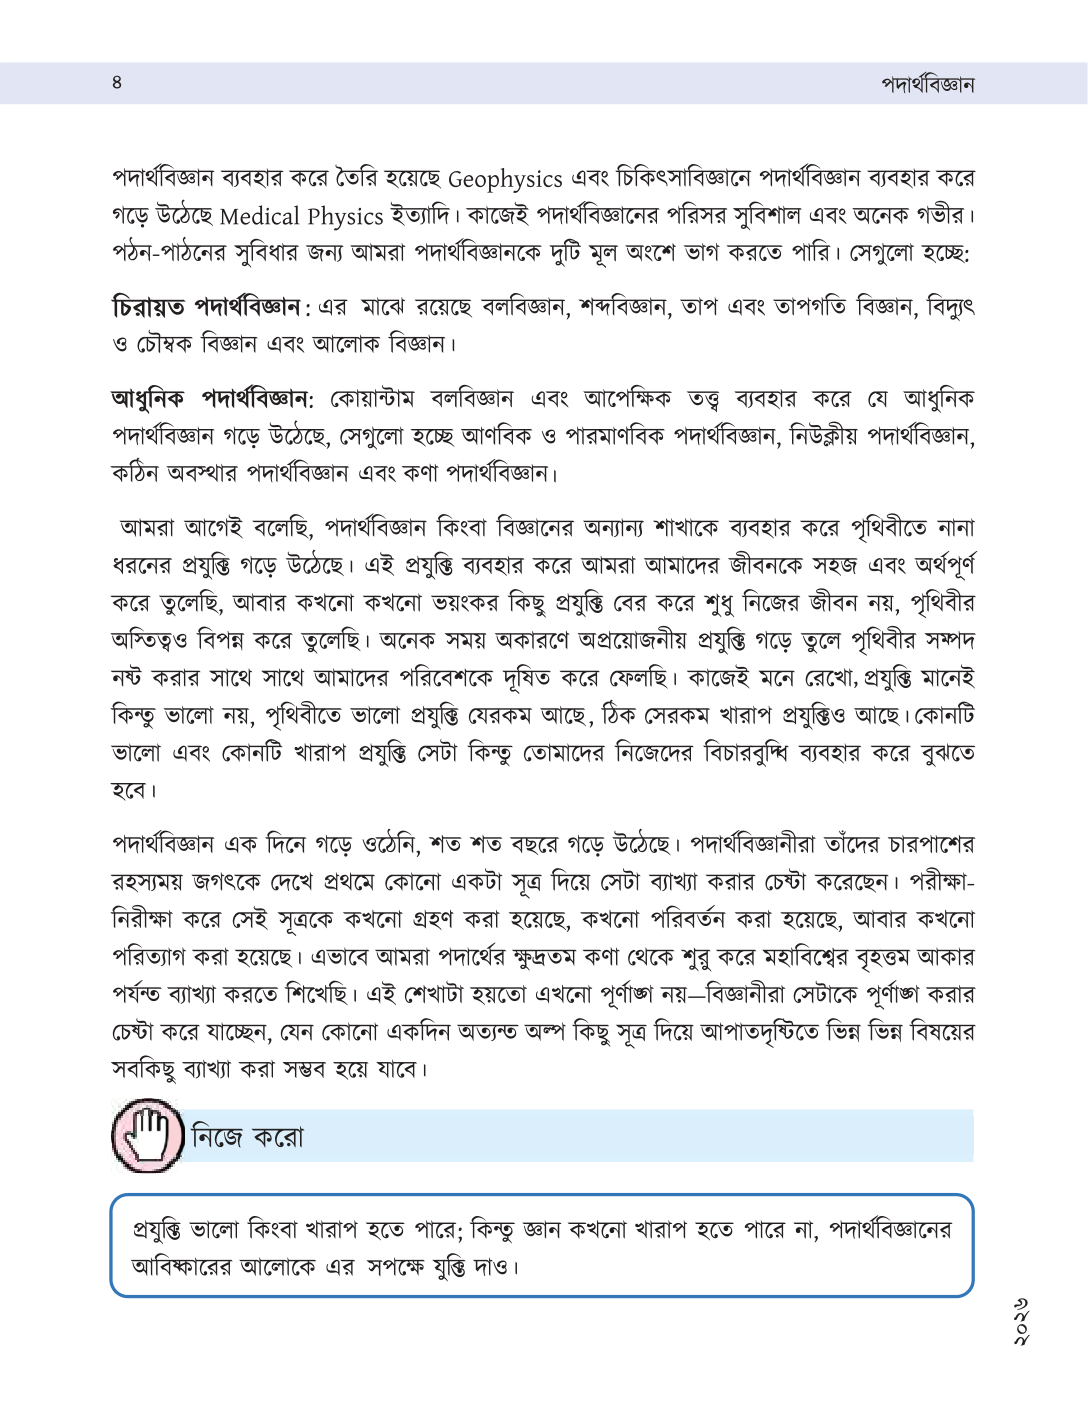 ৪
পদার্থবিজ্ঞান
পদার্থবিজ্ঞান ব্যবহার করে তৈরি হয়েছে Geophysics এবং চিকিৎসাবিজ্ঞানে পদার্থবিজ্ঞান ব্যবহার করে
গড়ে উঠেছে Medical Physics ইত্যাদি। কাজেই পদার্থবিজ্ঞানের পরিসর সুবিশাল এবং অনেক গভীর।
পঠন-পাঠনের সুবিধার জন্য আমরা পদার্থবিজ্ঞানকে দুটি মূল অংশে ভাগ করতে পারি। সেগুলো হচ্ছে:
চিরায়ত পদার্থবিজ্ঞান : এর মাঝে রয়েছে বলবিজ্ঞান, শব্দবিজ্ঞান, তাপ এবং তাপগতি বিজ্ঞান, বিদ্যুৎ
ও চৌম্বক বিজ্ঞান এবং আলোক বিজ্ঞান।
আধুনিক পদার্থবিজ্ঞান: কোয়ান্টাম বলবিজ্ঞান এবং আপেক্ষিক তত্ত্ব ব্যবহার করে যে আধুনিক
পদার্থবিজ্ঞান গড়ে উঠেছে, সেগুলো হচ্ছে আণবিক ও পারমাণবিক পদার্থবিজ্ঞান, নিউক্লীয় পদার্থবিজ্ঞান,
কঠিন অবস্থার পদার্থবিজ্ঞান এবং কণা পদার্থবিজ্ঞান।
আমরা আগেই বলেছি, পদার্থবিজ্ঞান কিংবা বিজ্ঞানের অন্যান্য শাখাকে ব্যবহার করে পৃথিবীতে নানা
ধরনের প্রযুক্তি গড়ে উঠেছে। এই প্রযুক্তি ব্যবহার করে আমরা আমাদের জীবনকে সহজ এবং অর্থপূর্ণ
করে তুলেছি, আবার কখনো কখনো ভয়ংকর কিছু প্রযুক্তি বের করে শুধু নিজের জীবন নয়, পৃথিবীর
অস্তিত্বও বিপন্ন করে তুলেছি। অনেক সময় অকারণে অপ্রয়োজনীয় প্রযুক্তি গড়ে তুলে পৃথিবীর সম্পদ
নষ্ট করার সাথে সাথে আমাদের পরিবেশকে দূষিত করে ফেলছি। কাজেই মনে রেখো, প্রযুক্তি মানেই
কিন্তু ভালো নয়, পৃথিবীতে ভালো প্রযুক্তি যেরকম আছে, ঠিক সেরকম খারাপ প্রযুক্তিও আছে। কোনটি
ভালো এবং কোনটি খারাপ প্রযুক্তি সেটা কিন্তু তোমাদের নিজেদের বিচারবুদ্ধি ব্যবহার করে বুঝতে
হবে।
পদার্থবিজ্ঞান এক দিনে গড়ে ওঠেনি, শত শত বছরে গড়ে উঠেছে। পদার্থবিজ্ঞানীরা তাঁদের চারপাশের
রহস্যময় জগৎকে দেখে প্রথমে কোনো একটা সূত্র দিয়ে সেটা ব্যাখ্যা করার চেষ্টা করেছেন। পরীক্ষা-
নিরীক্ষা করে সেই সূত্রকে কখনো গ্রহণ করা হয়েছে, কখনো পরিবর্তন করা হয়েছে, আবার কখনো
পরিত্যাগ করা হয়েছে। এভাবে আমরা পদার্থের ক্ষুদ্রতম কণা থেকে শুরু করে মহাবিশ্বের বৃহত্তম আকার
পর্যন্ত ব্যাখ্যা করতে শিখেছি। এই শেখাটা হয়তো এখনো পূর্ণাঙ্গ নয়—বিজ্ঞানীরা সেটাকে পূর্ণাঙ্গ করার
চেষ্টা করে যাচ্ছেন, যেন কোনো একদিন অত্যন্ত অল্প কিছু সূত্র দিয়ে আপাতদৃষ্টিতে ভিন্ন ভিন্ন বিষয়ের
সবকিছু ব্যাখ্যা করা সম্ভব হয়ে যাবে।
নিজে করো
প্রযুক্তি ভালো কিংবা খারাপ হতে পারে; কিন্তু জ্ঞান কখনো খারাপ হতে পারে না, পদার্থবিজ্ঞানের
আবিষ্কারের আলোকে এর সপক্ষে যুক্তি দাও।
২০২৬